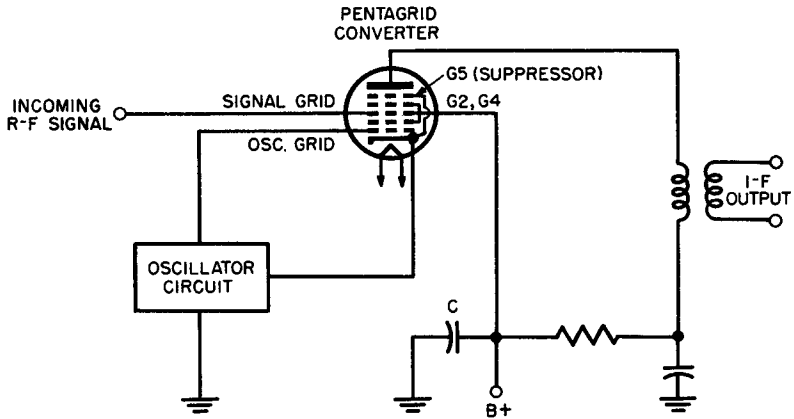 PENTAGRID
CONVERTER
G5 (SUPPRESSOR)
SIGNAL GRID
G2, G4
INCOMING
R-F SIGNAL
OSC. GRID
I-F
OUTPUT
OSCILLATOR
CIRCUIT
C
B+